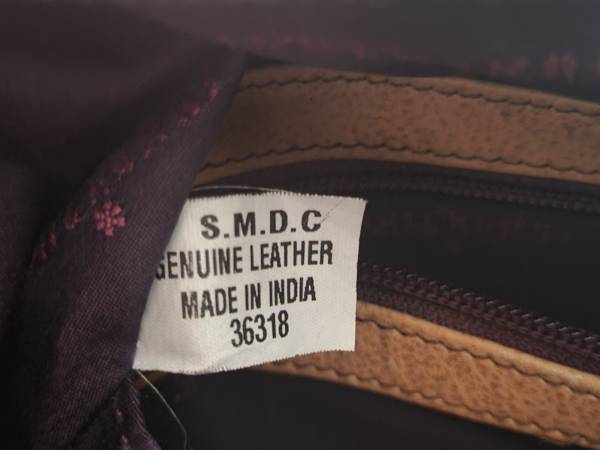 S.M.D.C
GENUINE LEATHER
MADE IN INDIA
36318